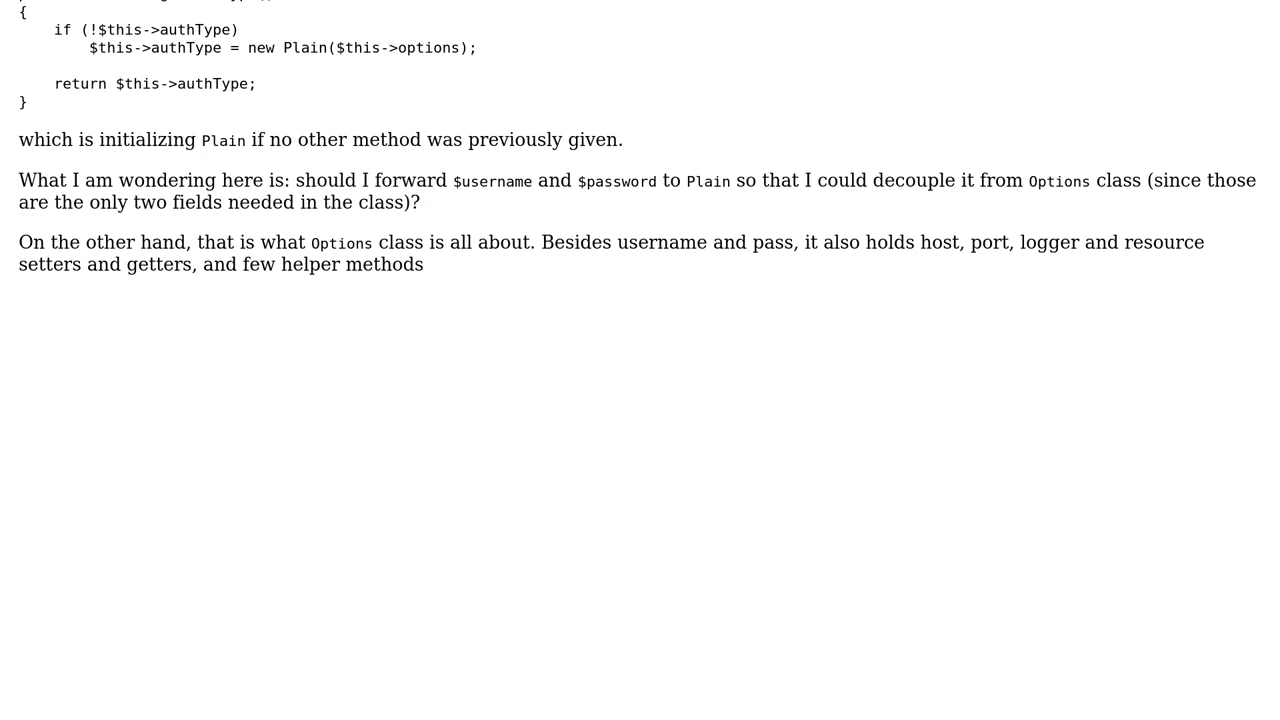 {
    if (!$this->authType)
        $this->authType = new Plain($this->options);

    return $this->authType;
}
which is initializing Plain if no other method was previously given.
What I am wondering here is: should I forward $username and $password to Plain so that I could decouple it from Options class (since those
are the only two fields needed in the class)?
On the other hand, that is what Options class is all about. Besides username and pass, it also holds host, port, logger and resource
setters and getters, and few helper methods